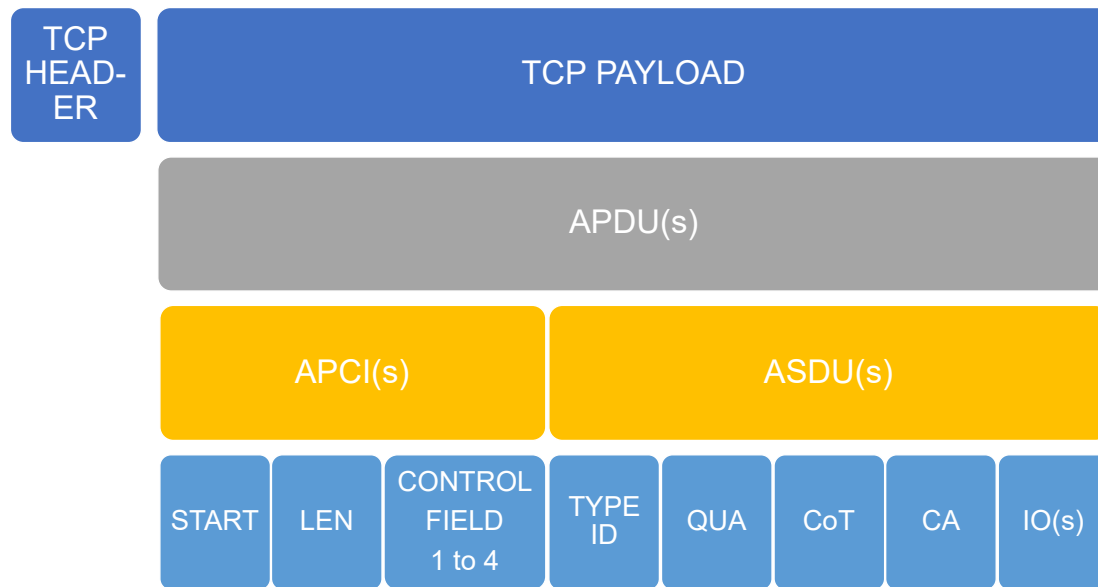 TCP
HEAD-
ER
TCP PAYLOAD
APDU(s)
APCI(s)
ASDU(s)
START
LEN
CONTROL
FIELD
1 to 4
TYPE
ID
QUA
CoT
CA
IO(s)